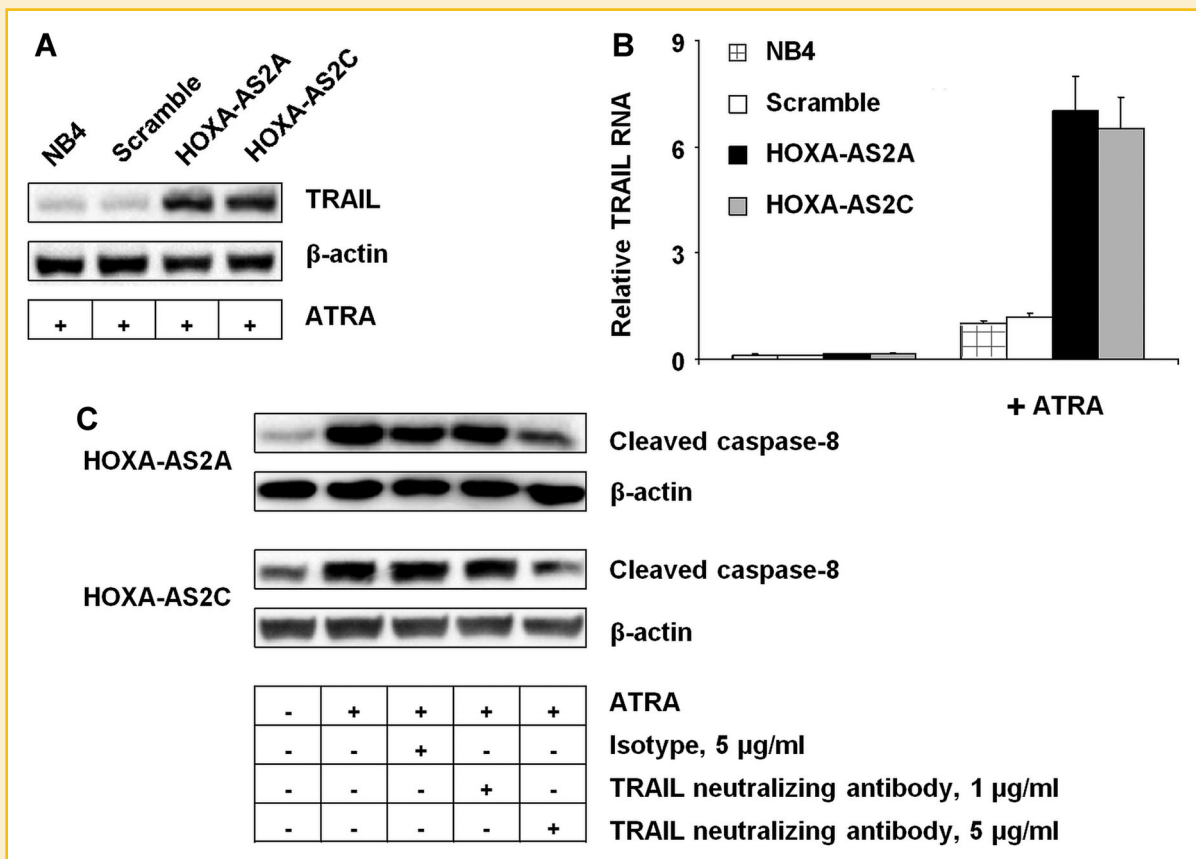 A
NB4
Scramble
HOXA-AS2A
HOXA-AS2C
TRAIL
β-actin
+ + + + ATRA
B
Relative TRAIL RNA
9
6
3
0
NB4
Scramble
HOXA-AS2A
HOXA-AS2C
+ ATRA
C
HOXA-AS2A
Cleaved caspase-8
β-actin
HOXA-AS2C
Cleaved caspase-8
β-actin
- + + + + ATRA
- - + - - Isotype, 5 µg/ml
- - - + - TRAIL neutralizing antibody, 1 µg/ml
- - - - + TRAIL neutralizing antibody, 5 µg/ml